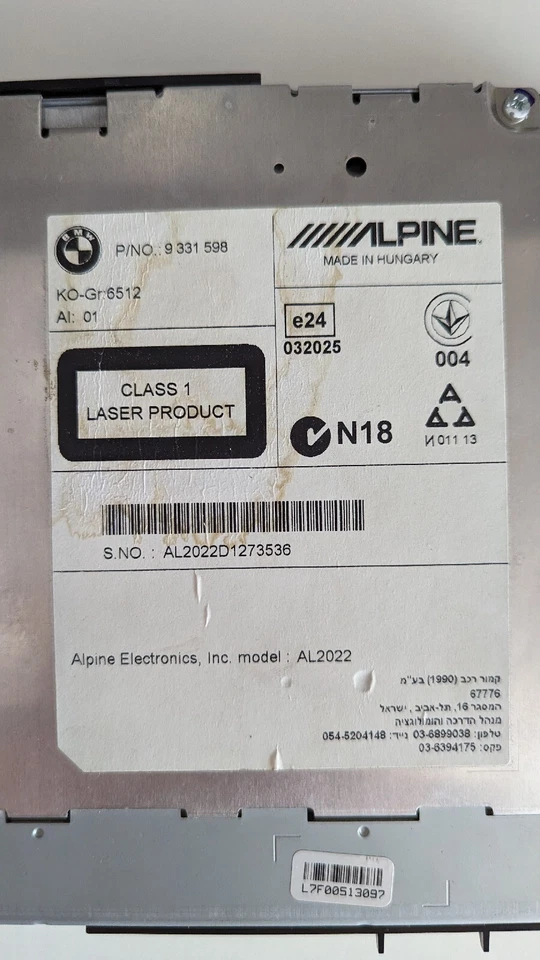 BMW
P/NO.: 9 331 598
KO-Gr:6512
AI: 01
ALPINE
MADE IN HUNGARY
e24
032025
004
CLASS 1
LASER PRODUCT
N18
И 011 13
S.NO. : AL2022D1273536
Alpine Electronics, Inc. model : AL2022
קמור רכב (1990) בע"מ
67776
המסגר 16, תל-אביב, ישראל
מנהל הדרכה והומולוגציה
טלפון: 03-6899038 נייד: 054-5204148
פקס: 03-6394175
L7F00513097